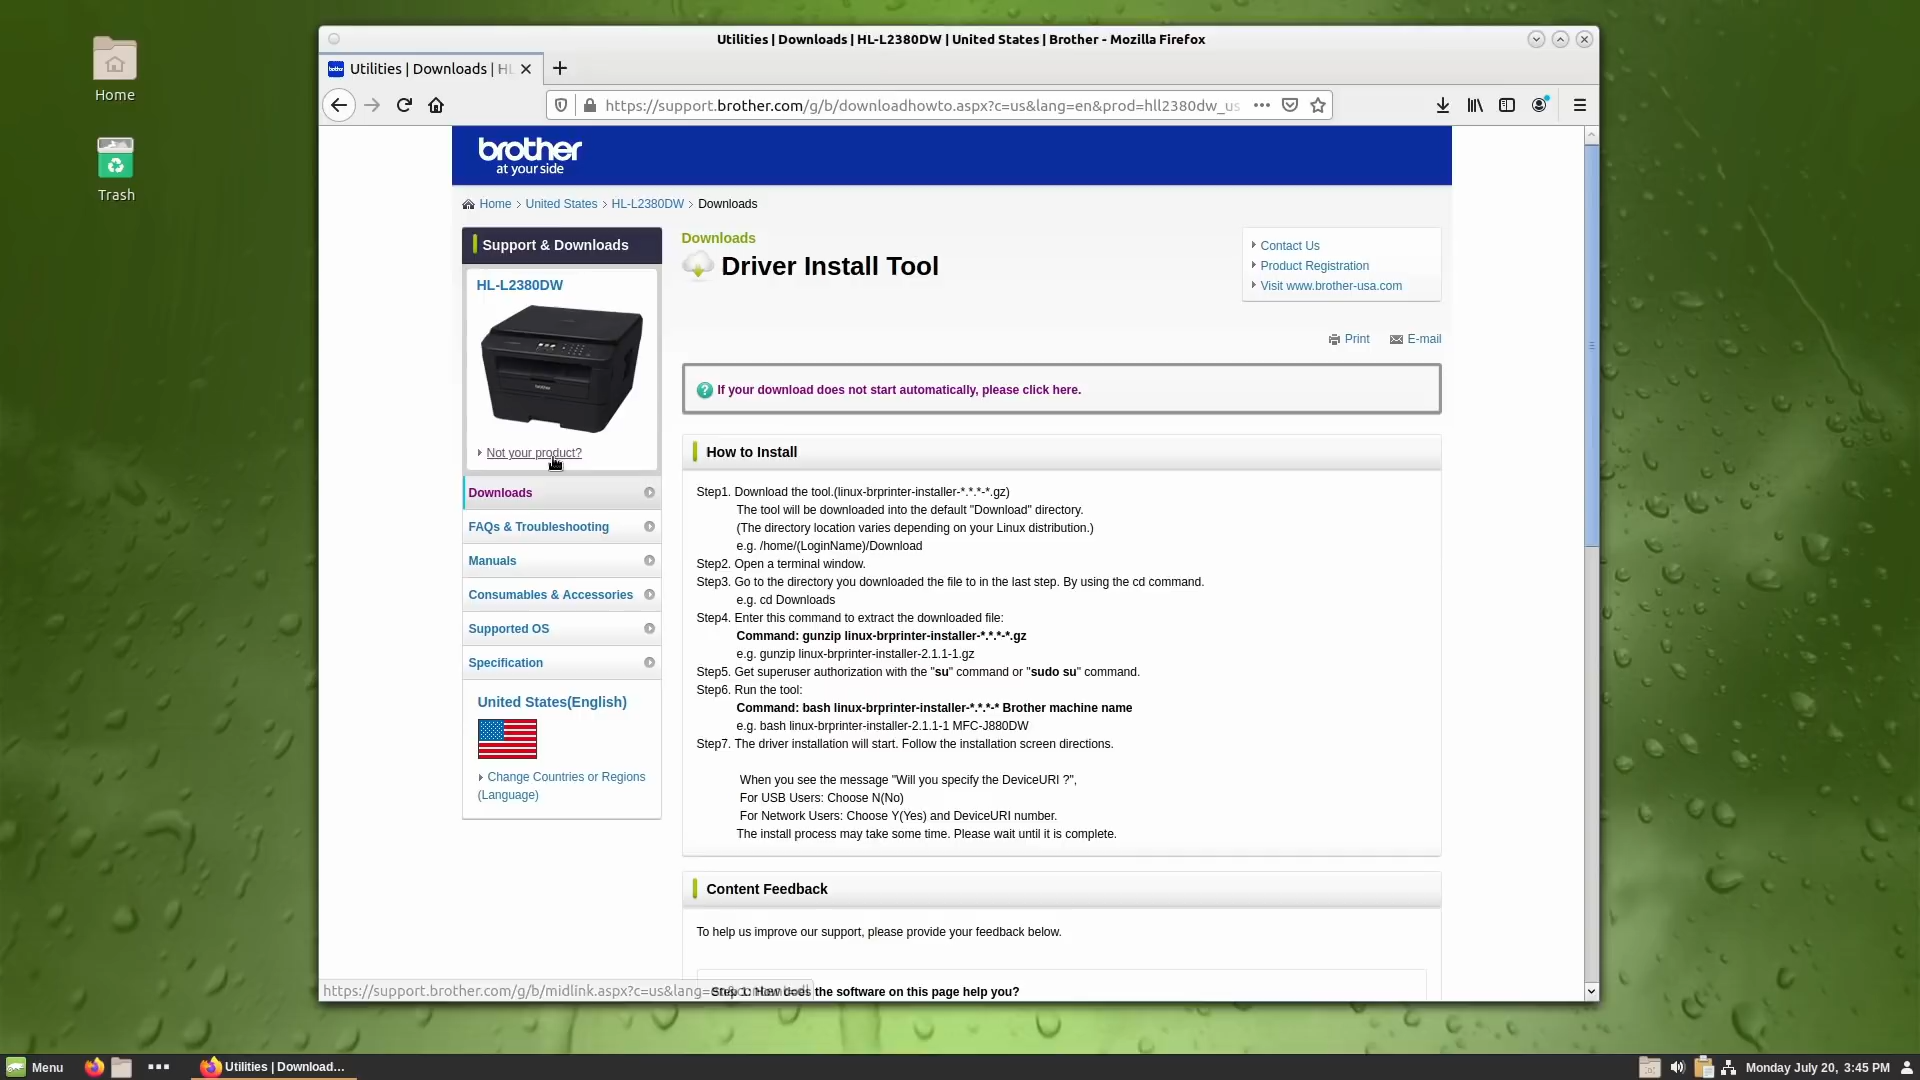 Home
Trash
Utilities | Downloads | HL-L2380DW | United States | Brother - Mozilla Firefox
Utilities | Downloads | HL
https://support.brother.com/g/b/downloadhowto.aspx?c=us&lang=en&prod=hll2380dw_us
brother
at your side
Home > United States > HL-L2380DW > Downloads
Support & Downloads
HL-L2380DW
Not your product?
Downloads
FAQs & Troubleshooting
Manuals
Consumables & Accessories
Supported OS
Specification
United States(English)
Change Countries or Regions
(Language)
Downloads
Driver Install Tool
Contact Us
Product Registration
Visit www.brother-usa.com
Print E-mail
If your download does not start automatically, please click here.
How to Install
Step1. Download the tool.(linux-brprinter-installer-*.*.*-*.gz)
The tool will be downloaded into the default "Download" directory.
(The directory location varies depending on your Linux distribution.)
e.g. /home/(LoginName)/Download
Step2. Open a terminal window.
Step3. Go to the directory you downloaded the file to in the last step. By using the cd command.
e.g. cd Downloads
Step4. Enter this command to extract the downloaded file:
Command: gunzip linux-brprinter-installer-*.*.*-*.gz
e.g. gunzip linux-brprinter-installer-2.1.1-1.gz
Step5. Get superuser authorization with the "su" command or "sudo su" command.
Step6. Run the tool:
Command: bash linux-brprinter-installer-*.*.*-* Brother machine name
e.g. bash linux-brprinter-installer-2.1.1-1 MFC-J880DW
Step7. The driver installation will start. Follow the installation screen directions.
When you see the message "Will you specify the DeviceURI ?",
For USB Users: Choose N(No)
For Network Users: Choose Y(Yes) and DeviceURI number.
The install process may take some time. Please wait until it is complete.
Content Feedback
To help us improve our support, please provide your feedback below.
Step 1: How does the software on this page help you?
https://support.brother.com/g/b/midlink.aspx?c=us&lang=
Menu
Utilities | Download...
Monday July 20, 3:45 PM